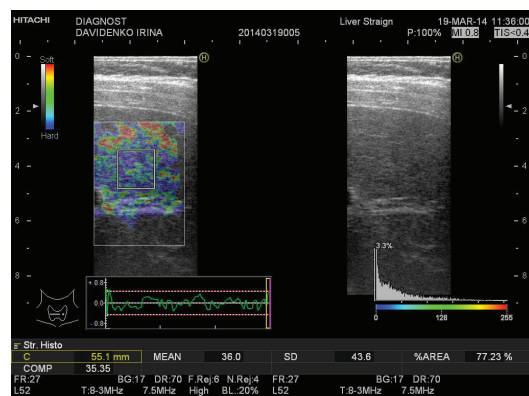 HITACHI DIAGNOST Liver Straign 19-MAR-14 11:36:00
DAVIDENKO IRINA 20140319005 P:100% MI 0.8 TIS<0.4
0 H H 0
Soft
2 2
Hard
4 4
6 6
3.3%
8 + 0.8 8
0.0
- 0.8
0 128 255
Str. Histo
C 55.1 mm MEAN 36.0 SD 43.6 %AREA 77.23 %
COMP 35.35
FR:27 BG:17 DR:70 F.Rej:6 N.Rej:4 FR:27 BG:17 DR:70
L52 T:8-3MHz 7.5MHz High BL.:20% L52 T:8-3MHz 7.5MHz